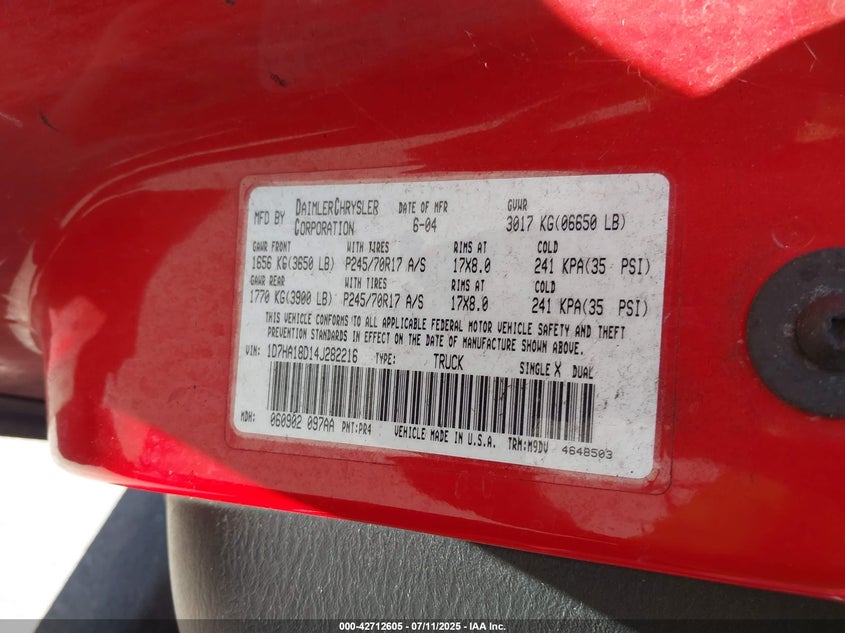 MFD BY DAIMLERCHRYSLER CORPORATION DATE OF MFR 6-04 GVWR 3017 KG(06650 LB)
GAWR FRONT WITH TIRES RIMS AT COLD
1656 KG(3650 LB) P245/70R17 A/S 17X8.0 241 KPA(35 PSI)
GAWR REAR WITH TIRES RIMS AT COLD
1770 KG(3900 LB) P245/70R17 A/S 17X8.0 241 KPA(35 PSI)
THIS VEHICLE CONFORMS TO ALL APPLICABLE FEDERAL MOTOR VEHICLE SAFETY AND THEFT
PREVENTION STANDARDS IN EFFECT ON THE DATE OF MANUFACTURE SHOWN ABOVE.
VIN: 1D7HA18D14J282216 TYPE: TRUCK SINGLE X DUAL
MDH: 060902 097AA PNT:PR4 VEHICLE MADE IN U.S.A. TRM:M9DV 4648503
000-42712605 / 07/11/2025 - IAA Inc.